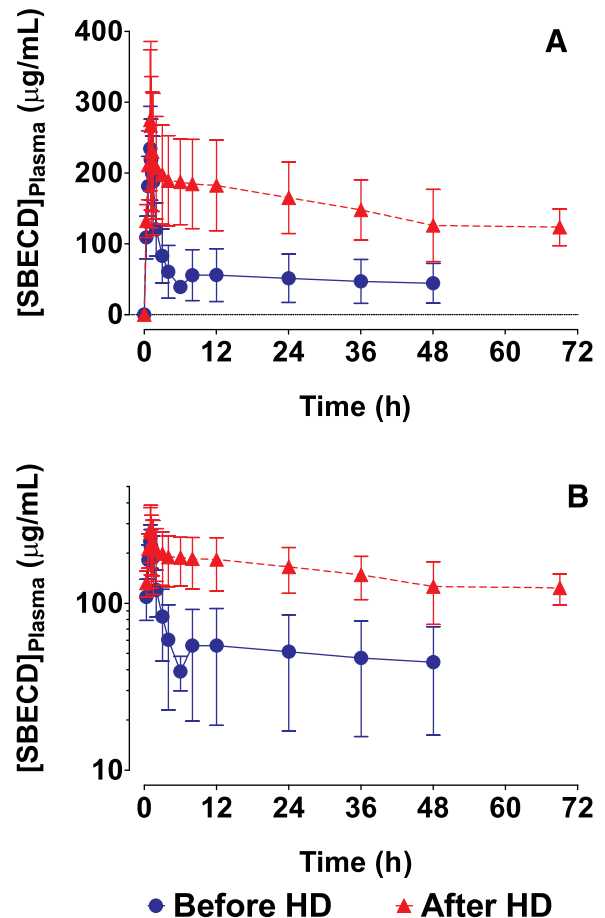 A
[SBECD]Plasma (μg/mL)
400
300
200
100
0
0 12 24 36 48 60 72
Time (h)
B
[SBECD]Plasma (μg/mL)
100
10
0 12 24 36 48 60 72
Time (h)
Before HD After HD